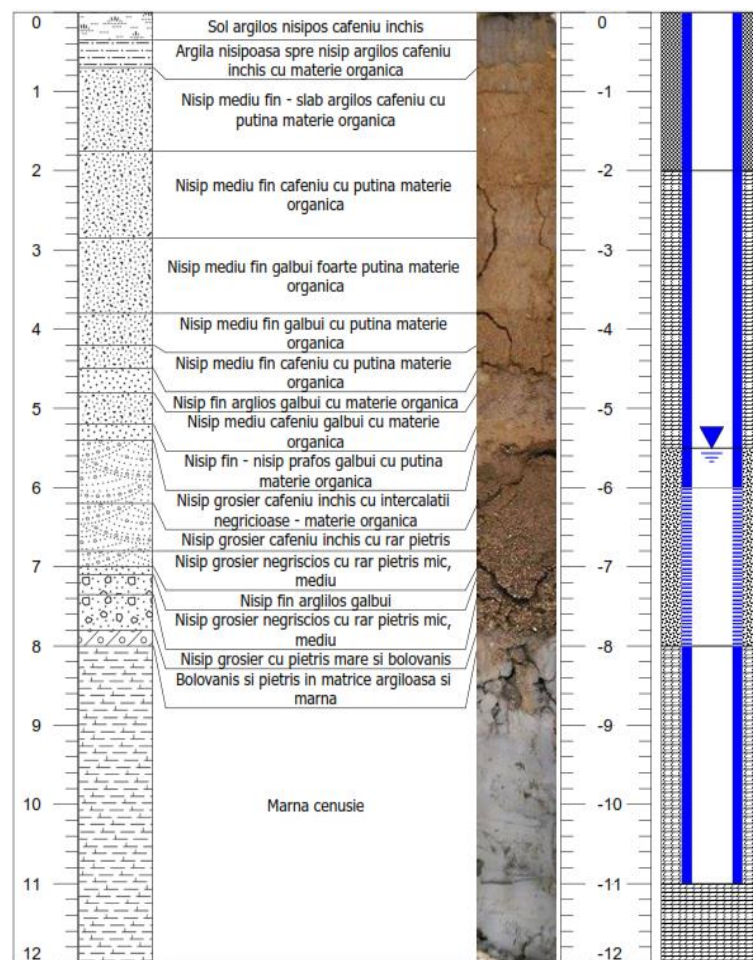 0
1
2
3
4
5
6
7
8
9
10
11
12
Sol argilos nisipos cafeniu inchis
Argila nisipoasa spre nisip argilos cafeniu
inchis cu materie organica
Nisip mediu fin - slab argilos cafeniu cu
putina materie organica
Nisip mediu fin cafeniu cu putina materie
organica
Nisip mediu fin galbui foarte putina materie
organica
Nisip mediu fin galbui cu putina materie
organica
Nisip mediu fin cafeniu cu putina materie
organica
Nisip fin arglios galbui cu materie organica
Nisip mediu cafeniu galbui cu materie
organica
Nisip fin - nisip prafos galbui cu putina
materie organica
Nisip grosier cafeniu inchis cu intercalatii
negricioase - materie organica
Nisip grosier cafeniu inchis cu rar pietris
Nisip grosier negriscios cu rar pietris mic,
mediu
Nisip fin arglilos galbui
Nisip grosier negriscios cu rar pietris mic,
mediu
Nisip grosier cu pietris mare si bolovanis
Bolovanis si pietris in matrice argiloasa si
marna
Marna cenusie
0
-1
-2
-3
-4
-5
-6
-7
-8
-9
-10
-11
-12